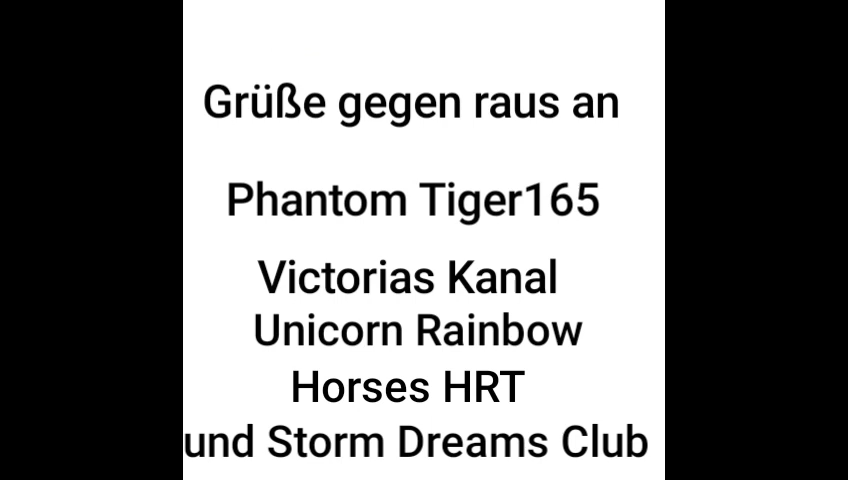 Grüße gegen raus an
Phantom Tiger165
Victorias Kanal
Unicorn Rainbow
Horses HRT
und Storm Dreams Club